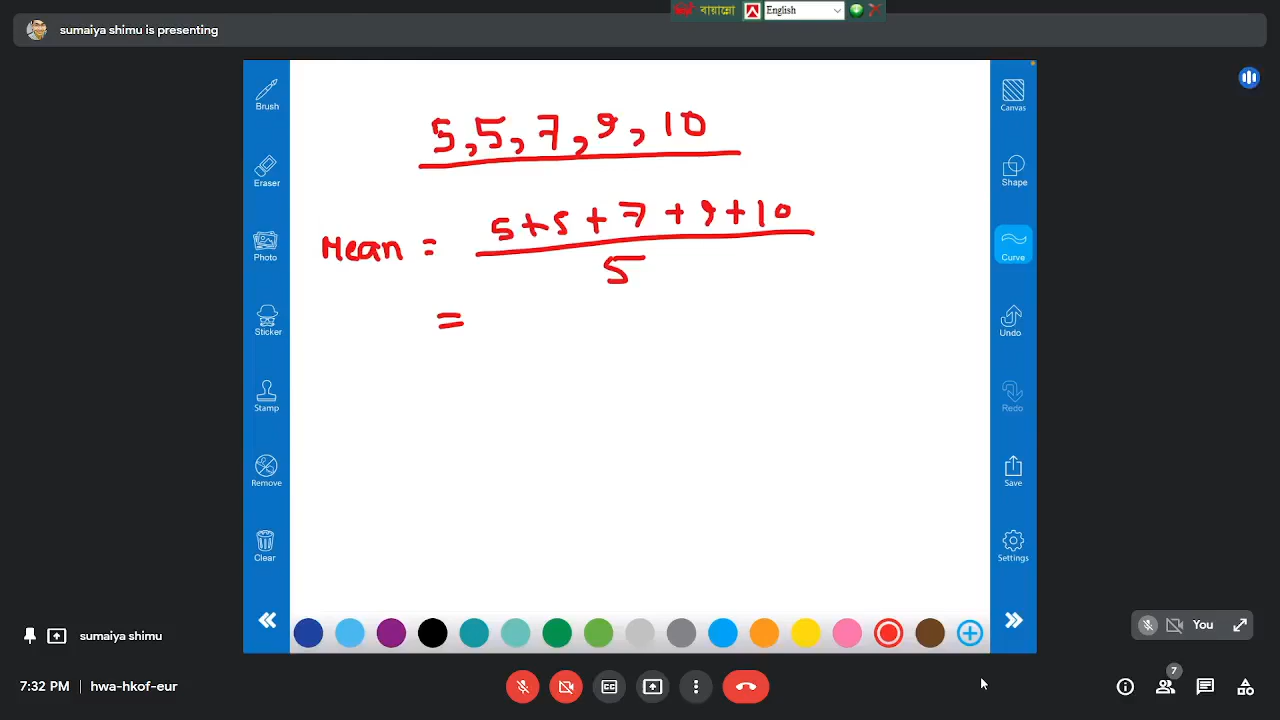 বায়ান্নো English
sumaiya shimu is presenting
Brush
Eraser
Photo
Sticker
Stamp
Remove
Clear
5,5,7,9,10
Mean = 5+5+7+9+10
5
=
Canvas
Shape
Curve
Undo
Redo
Save
Settings
sumaiya shimu
You
7:32 PM | hwa-hkof-eur
7